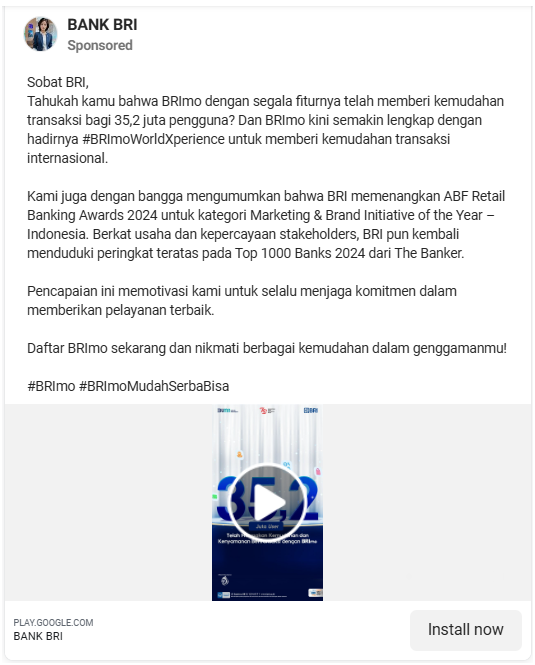 BANK BRI
Sponsored
Sobat BRI,
Tahukah kamu bahwa BRImo dengan segala fiturnya telah memberi kemudahan
transaksi bagi 35,2 juta pengguna? Dan BRImo kini semakin lengkap dengan
hadirnya #BRImoWorldXperience untuk memberi kemudahan transaksi
internasional.
Kami juga dengan bangga mengumumkan bahwa BRI memenangkan ABF Retail
Banking Awards 2024 untuk kategori Marketing & Brand Initiative of the Year –
Indonesia. Berkat usaha dan kepercayaan stakeholders, BRI pun kembali
menduduki peringkat teratas pada Top 1000 Banks 2024 dari The Banker.
Pencapaian ini memotivasi kami untuk selalu menjaga komitmen dalam
memberikan pelayanan terbaik.
Daftar BRImo sekarang dan nikmati berbagai kemudahan dalam genggamanmu!
#BRImo #BRImoMudahSerbaBisa
BRI
35,2
Juta User
Telah dan
Kenyamanan dengan BRImo
PLAY.GOOGLE.COM
BANK BRI
Install now